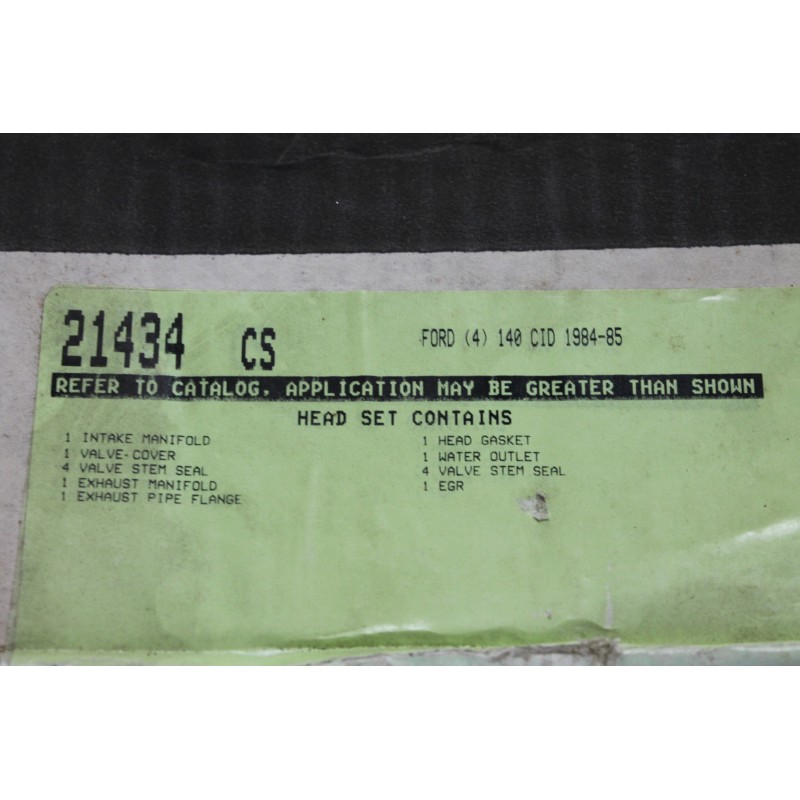 21434 CS FORD (4) 140 CID 1984-85
REFER TO CATALOG, APPLICATION MAY BE GREATER THAN SHOWN
HEAD SET CONTAINS
1 INTAKE MANIFOLD
1 VALVE-COVER
4 VALVE STEM SEAL
1 EXHAUST MANIFOLD
1 EXHAUST PIPE FLANGE
1 HEAD GASKET
1 WATER OUTLET
4 VALVE STEM SEAL
1 EGR